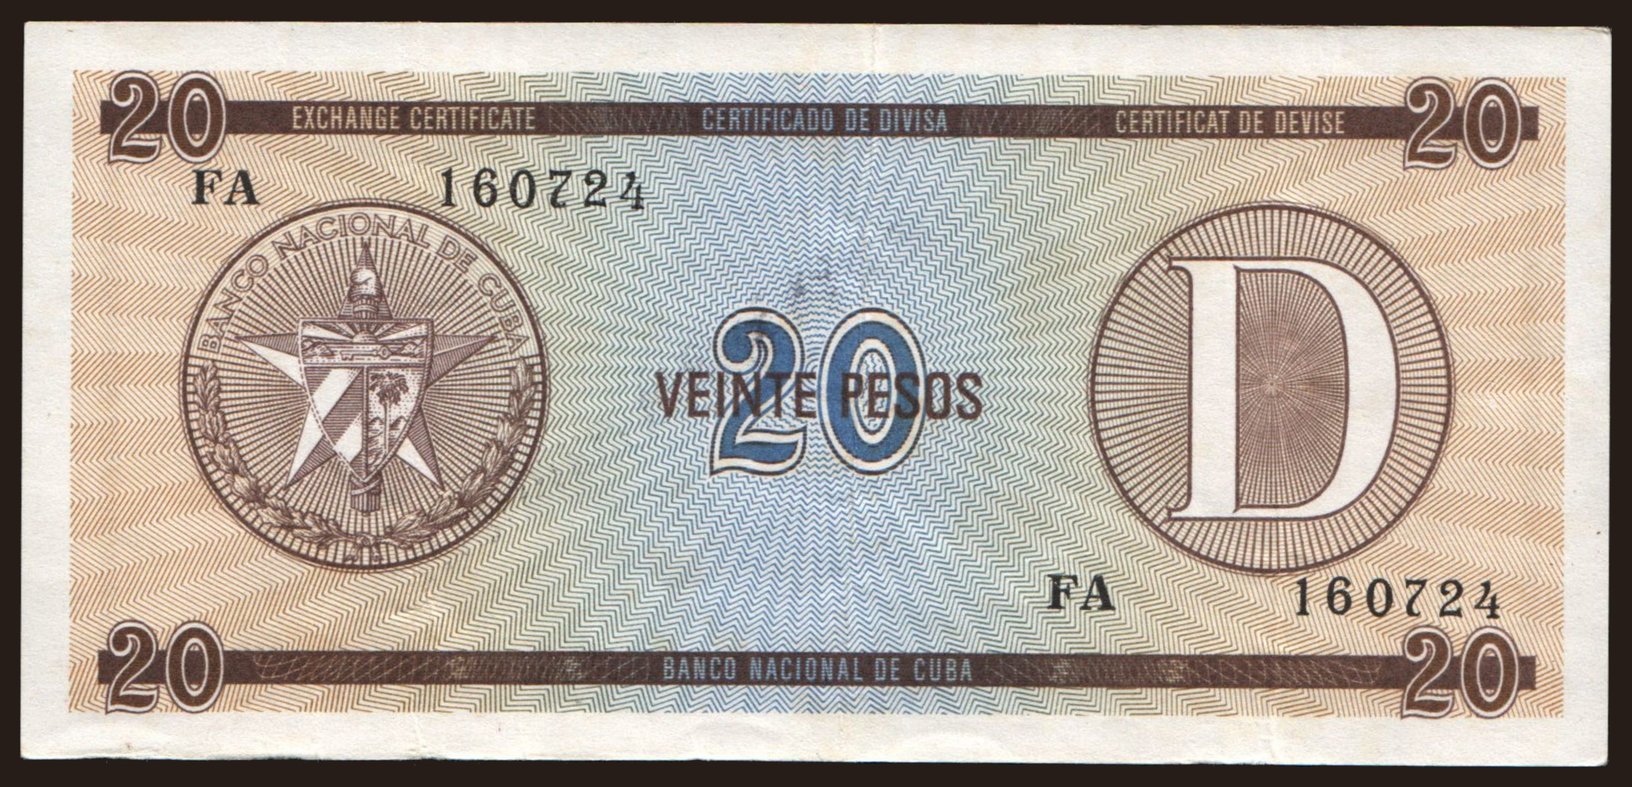 20 20
EXCHANGE CERTIFICATE CERTIFICADO DE DIVISA CERTIFICAT DE DEVISE
FA 160724
BANCO NACIONAL DE CUBA
20
VEINTE PESOS
D
FA 160724
20 20
BANCO NACIONAL DE CUBA